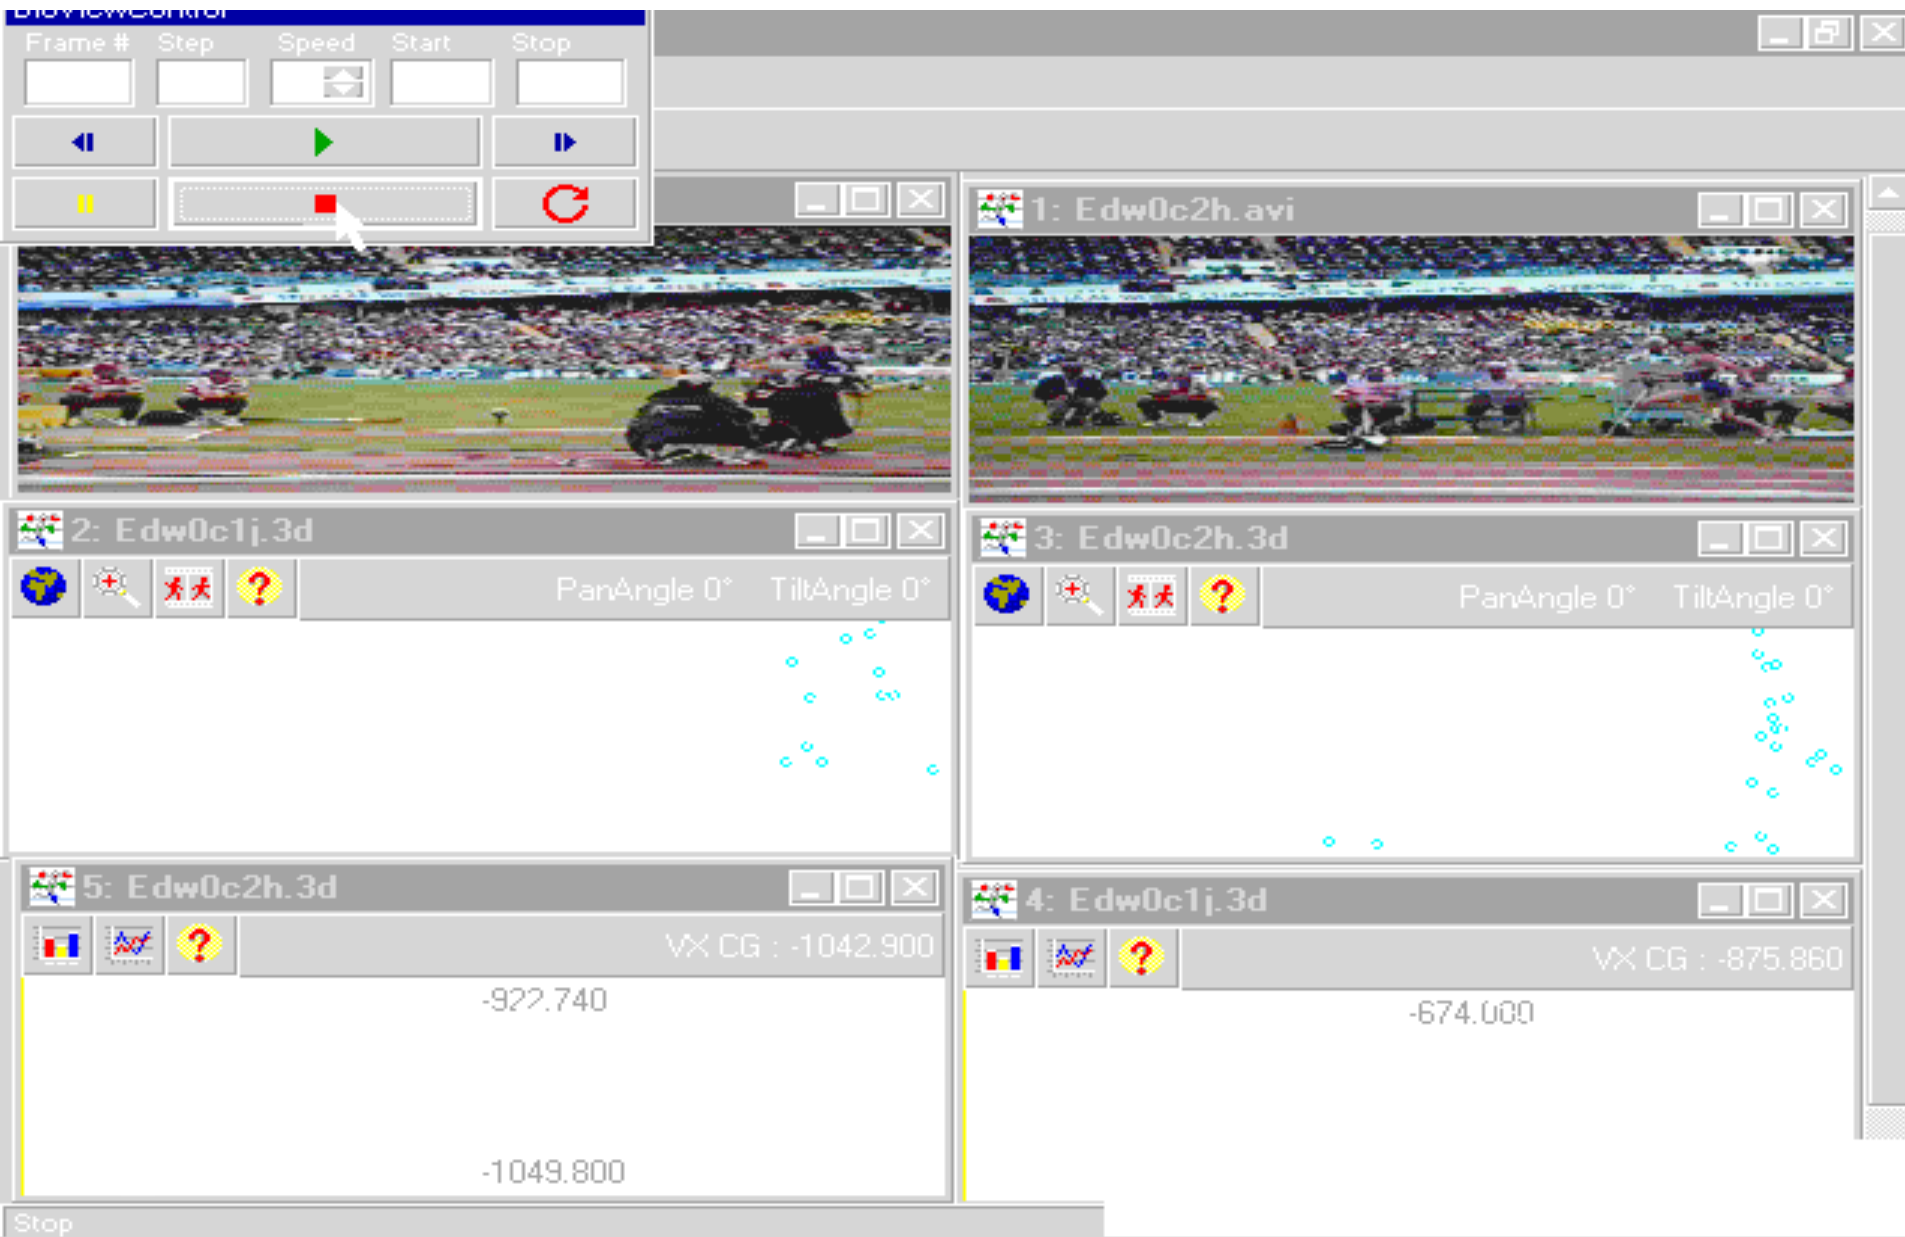 BioViewControl
Frame # Step Speed Start Stop
1: Edw0c2h.avi
2: Edw0c1j.3d
PanAngle 0° TiltAngle 0°
3: Edw0c2h.3d
PanAngle 0° TiltAngle 0°
5: Edw0c2h.3d
VX CG : -1042.900
-922.740
-1049.800
4: Edw0c1j.3d
VX CG : -875.860
-674.000
Stop